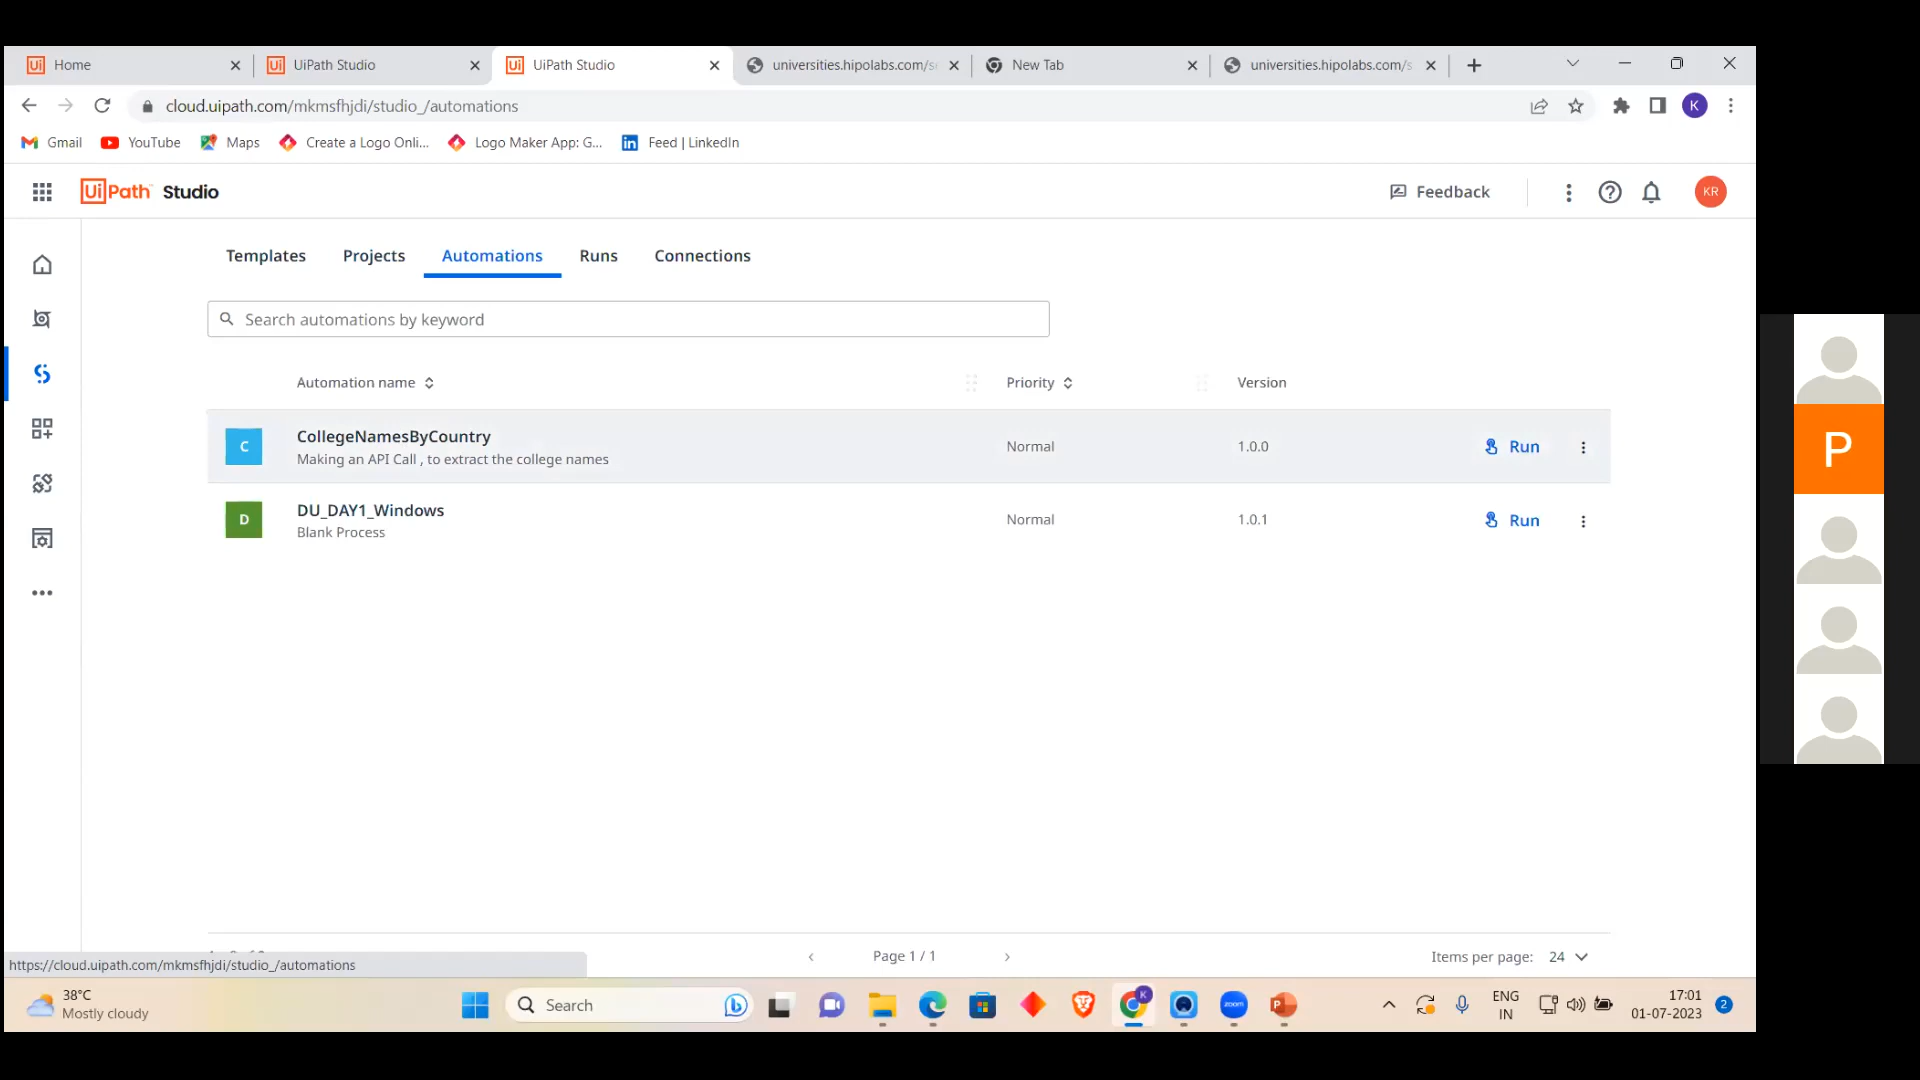 Home
UiPath Studio
UiPath Studio
universities.hipolabs.com/s
New Tab
universities.hipolabs.com/s
cloud.uipath.com/mkmsfhjdi/studio_/automations
K
Gmail
YouTube
Maps
Create a Logo Onli...
Logo Maker App: G...
Feed | LinkedIn
UiPath Studio
Feedback
KR
Templates
Projects
Automations
Runs
Connections
Search automations by keyword
Automation name
Priority
Version
C
CollegeNamesByCountry
Making an API Call , to extract the college names
Normal
1.0.0
Run
D
DU_DAY1_Windows
Blank Process
Normal
1.0.1
Run
P
Page 1 / 1
Items per page: 24
https://cloud.uipath.com/mkmsfhjdi/studio_/automations
38°C
Mostly cloudy
Search
K
zoom
P
ENG
IN
17:01
01-07-2023
2